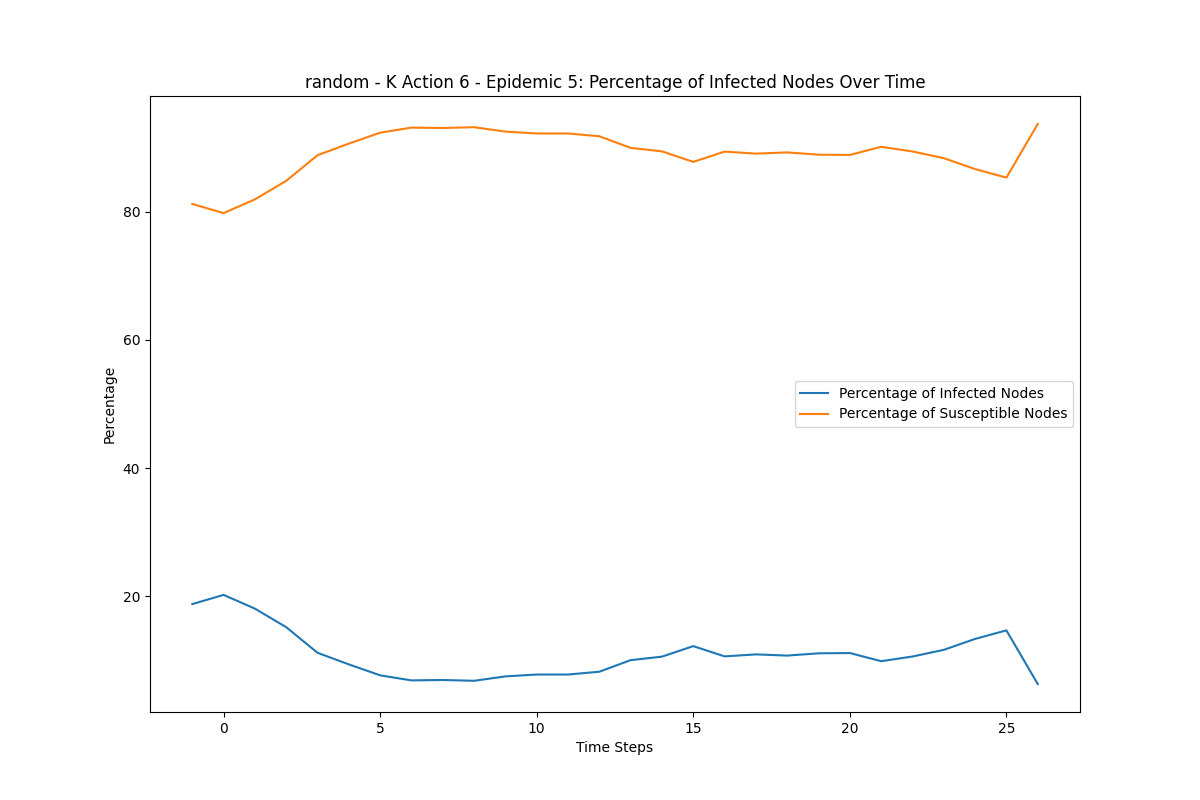 random - K Action 6 - Epidemic 5: Percentage of Infected Nodes Over Time
Percentage
80
60
40
20
Percentage of Infected Nodes
Percentage of Susceptible Nodes
0
5
10
15
20
25
Time Steps